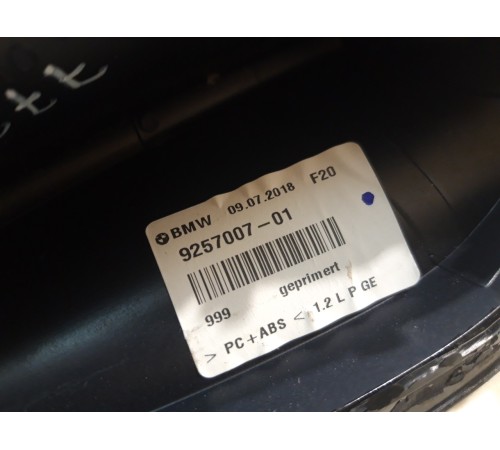 BMW 09.07.2018 F20
9257007-01
999 geprimert
> PC+ABS < 1.2 L P GE